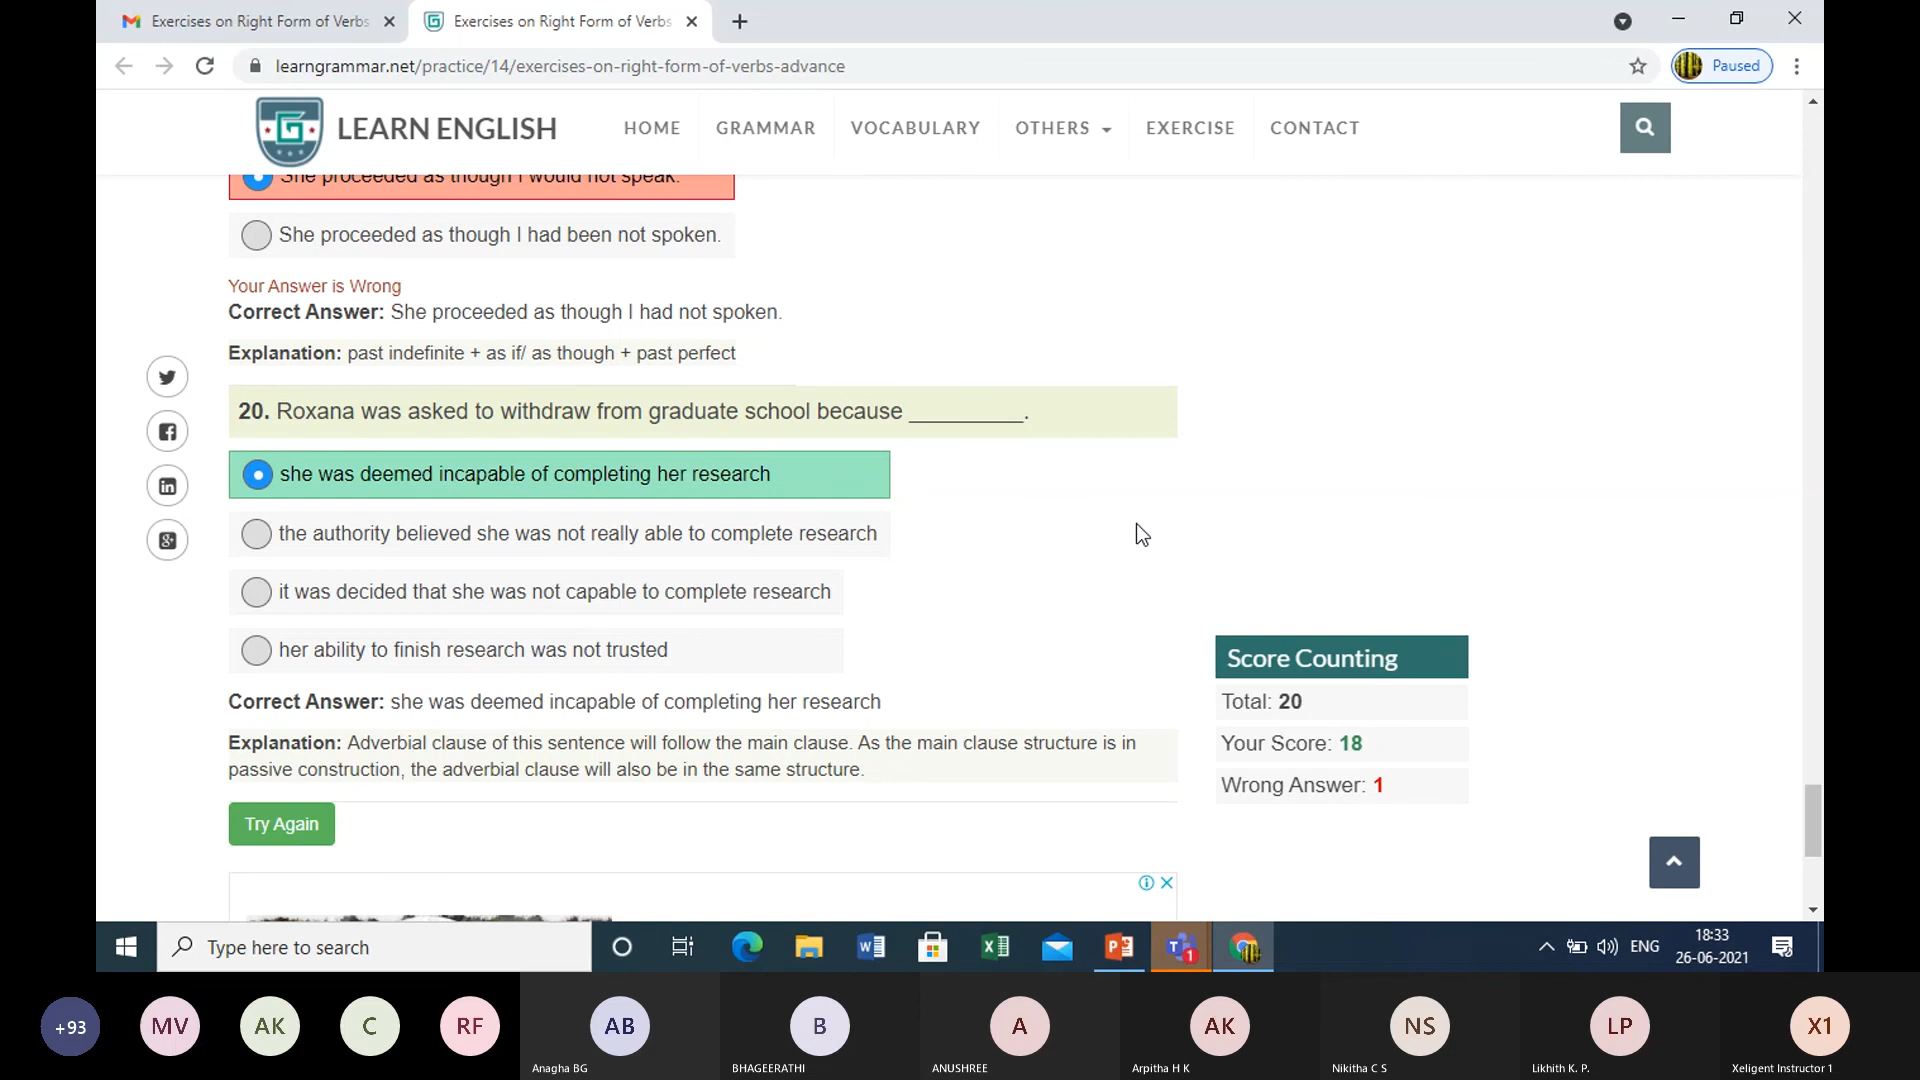 Exercises on Right Form of Verbs
Exercises on Right Form of Verbs
learngrammar.net/practice/14/exercises-on-right-form-of-verbs-advance
Paused
G
LEARN ENGLISH
HOME
GRAMMAR
VOCABULARY
OTHERS
EXERCISE
CONTACT
She proceeded as though I would not speak.
She proceeded as though I had been not spoken.
Your Answer is Wrong
Correct Answer: She proceeded as though I had not spoken.
Explanation: past indefinite + as if/ as though + past perfect
20. Roxana was asked to withdraw from graduate school because __________.
she was deemed incapable of completing her research
the authority believed she was not really able to complete research
it was decided that she was not capable to complete research
her ability to finish research was not trusted
Correct Answer: she was deemed incapable of completing her research
Explanation: Adverbial clause of this sentence will follow the main clause. As the main clause structure is in
passive construction, the adverbial clause will also be in the same structure.
Try Again
Score Counting
Total: 20
Your Score: 18
Wrong Answer: 1
Type here to search
1
ENG
18:33
26-06-2021
+93
MV
AK
C
RF
AB
B
A
AK
NS
LP
X1
Anagha BG
BHAGEERATHI
ANUSHREE
Arpitha H K
Nikitha C S
Likhith K. P.
Xeligent Instructor 1